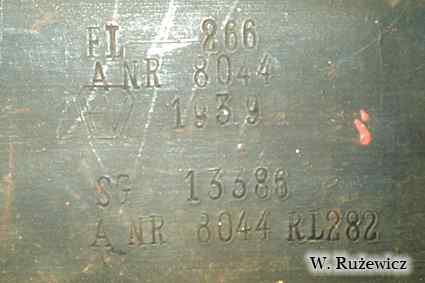 FL 266
A NR 8044
1939
SG 13386
A NR 8044 RL282
W. Rużewicz